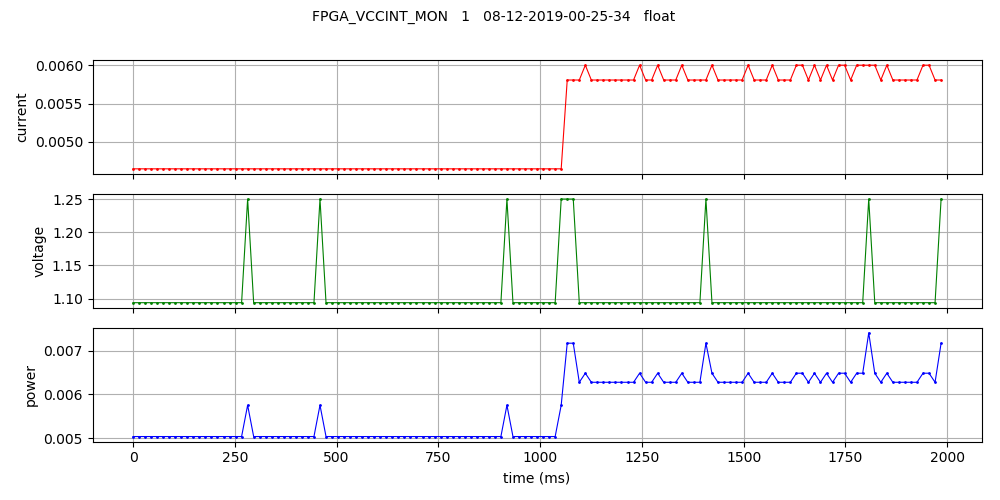 FPGA_VCCINT_MON 1 08-12-2019-00-25-34 float
0.0060
0.0055
0.0050
current
1.25
1.20
1.15
1.10
voltage
0.007
0.006
0.005
power
0 250 500 750 1000 1250 1500 1750 2000
time (ms)